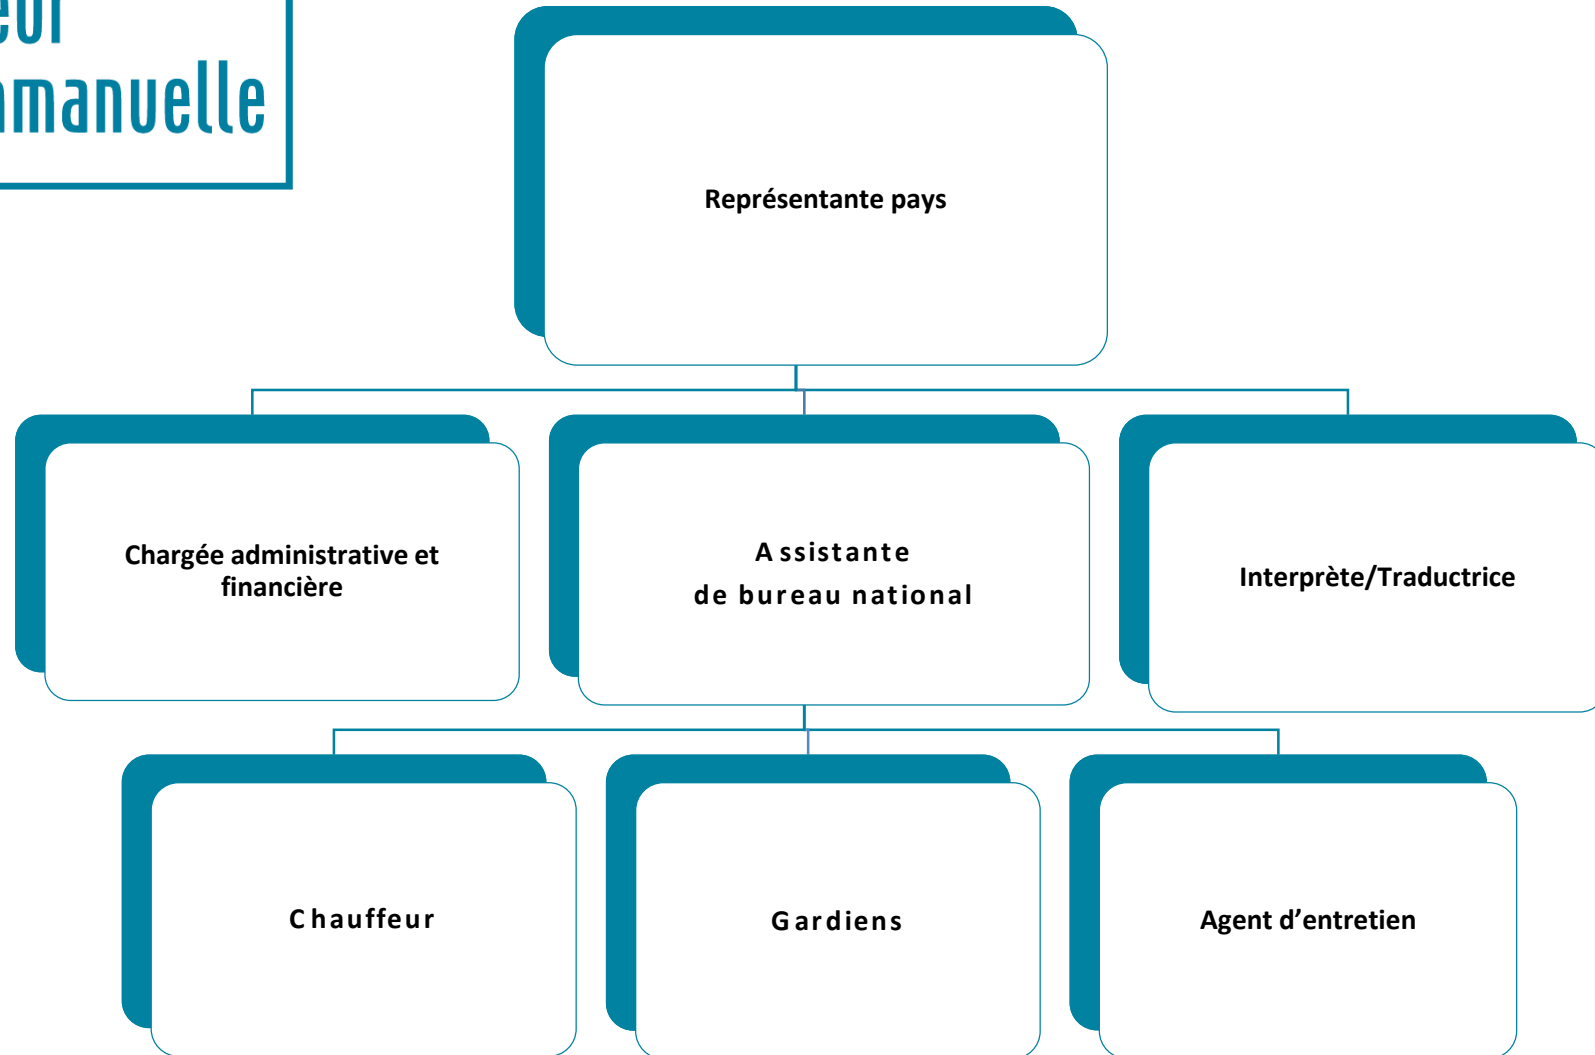 manuelle
Représentante pays
Chargée administrative et
financière
Assistante
de bureau national
Interprète/Traductrice
Chauffeur
Gardiens
Agent d’entretien